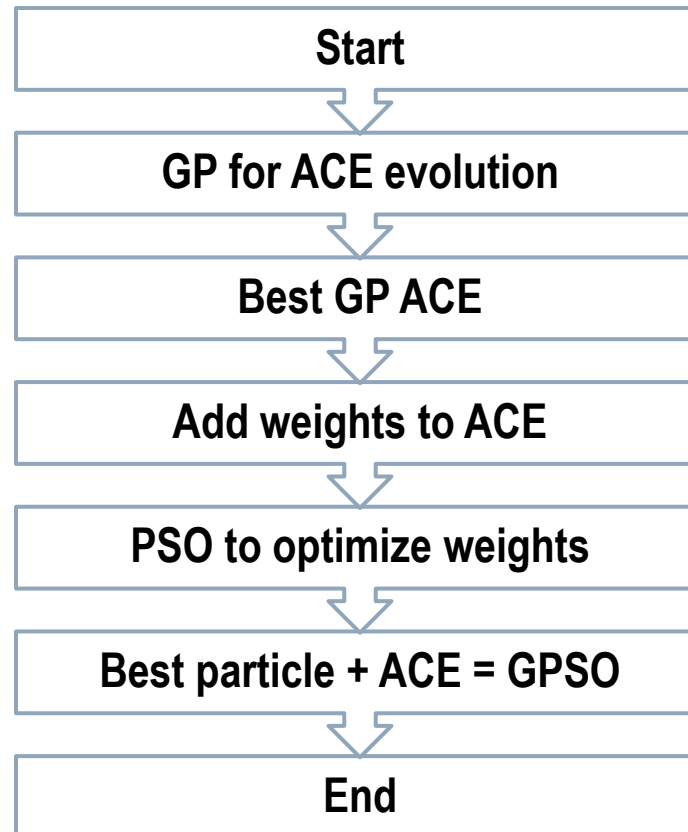 Start
GP for ACE evolution
Best GP ACE
Add weights to ACE
PSO to optimize weights
Best particle + ACE = GPSO
End